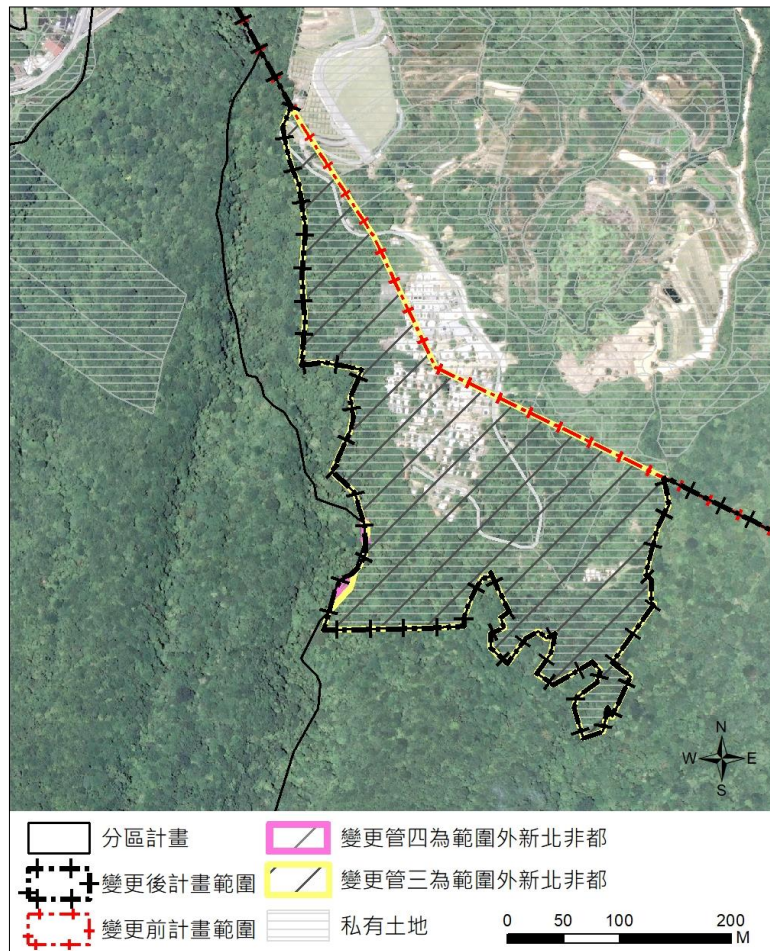 N
W E
S
分區計畫
變更管四為範圍外新北非都
變更後計畫範圍
變更管三為範圍外新北非都
變更前計畫範圍
私有土地
0 50 100 200
M